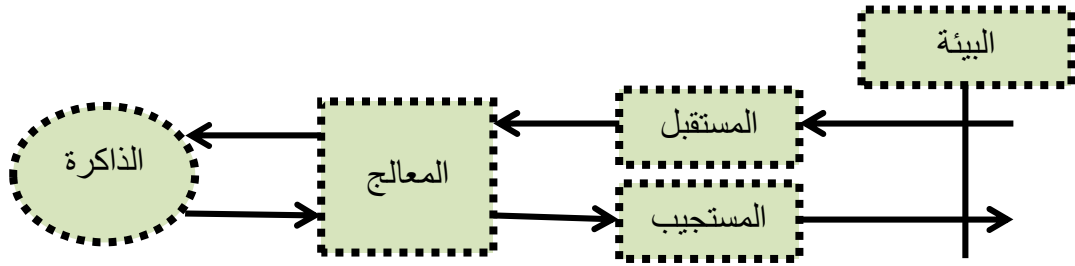 البيئة
المستقبل
المعالج
الذاكرة
المستجيب